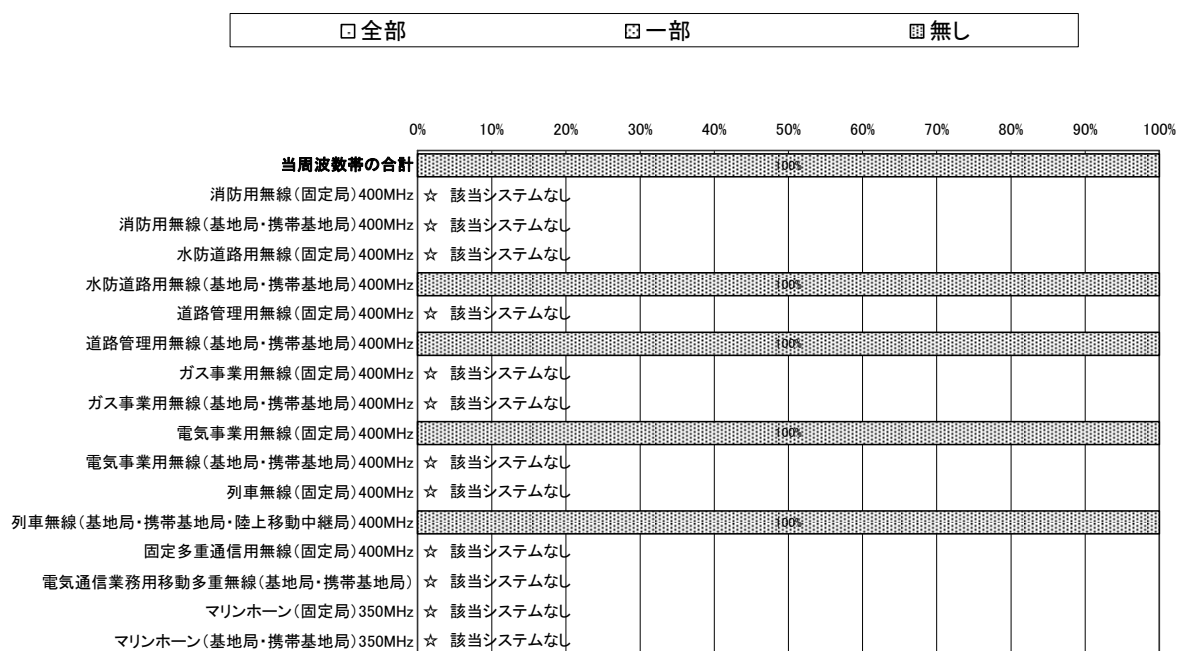 全部 一部 無し
0% 10% 20% 30% 40% 50% 60% 70% 80% 90% 100%
当周波数帯の合計 100%
消防用無線(固定局)400MHz ☆ 該当システムなし
消防用無線(基地局・携帯基地局)400MHz ☆ 該当システムなし
水防道路用無線(固定局)400MHz ☆ 該当システムなし
水防道路用無線(基地局・携帯基地局)400MHz 100%
道路管理用無線(固定局)400MHz ☆ 該当システムなし
道路管理用無線(基地局・携帯基地局)400MHz 100%
ガス事業用無線(固定局)400MHz ☆ 該当システムなし
ガス事業用無線(基地局・携帯基地局)400MHz ☆ 該当システムなし
電気事業用無線(固定局)400MHz 100%
電気事業用無線(基地局・携帯基地局)400MHz ☆ 該当システムなし
列車無線(固定局)400MHz ☆ 該当システムなし
列車無線(基地局・携帯基地局・陸上移動中継局)400MHz 100%
固定多重通信用無線(固定局)400MHz ☆ 該当システムなし
電気通信業務用移動多重無線(基地局・携帯基地局) ☆ 該当システムなし
マリンホーン(固定局)350MHz ☆ 該当システムなし
マリンホーン(基地局・携帯基地局)350MHz ☆ 該当システムなし